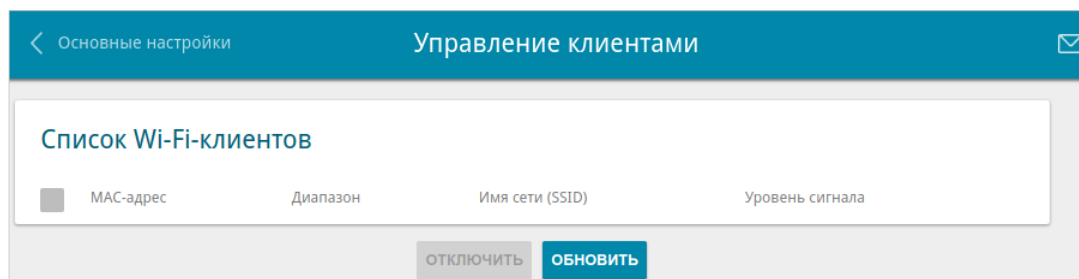 Основные настройки
Управление клиентами
Список Wi-Fi-клиентов
MAC-адрес Диапазон Имя сети (SSID) Уровень сигнала
ОТКЛЮЧИТЬ ОБНОВИТЬ